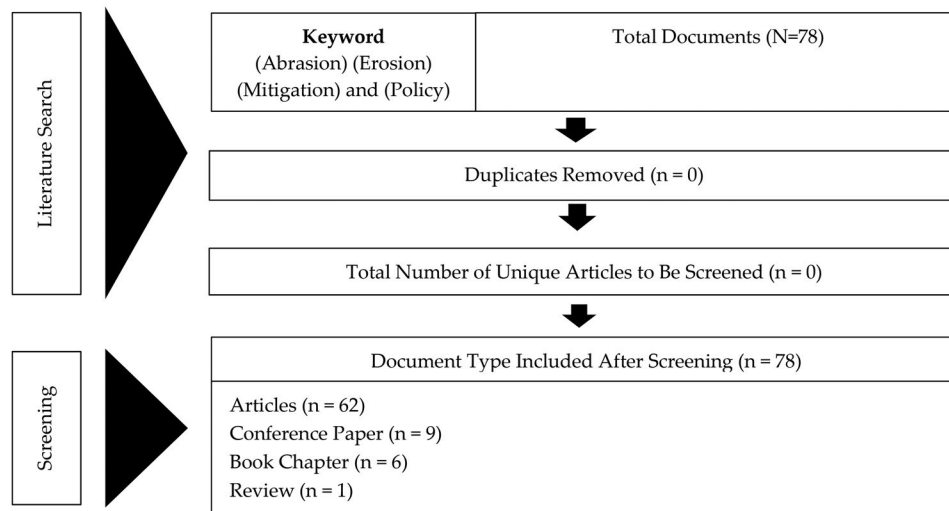 Literature Search
Keyword
(Abrasion) (Erosion)
(Mitigation) and (Policy)
Total Documents (N=78)
Duplicates Removed (n = 0)
Total Number of Unique Articles to Be Screened (n = 0)
Screening
Document Type Included After Screening (n = 78)
Articles (n = 62)
Conference Paper (n = 9)
Book Chapter (n = 6)
Review (n = 1)